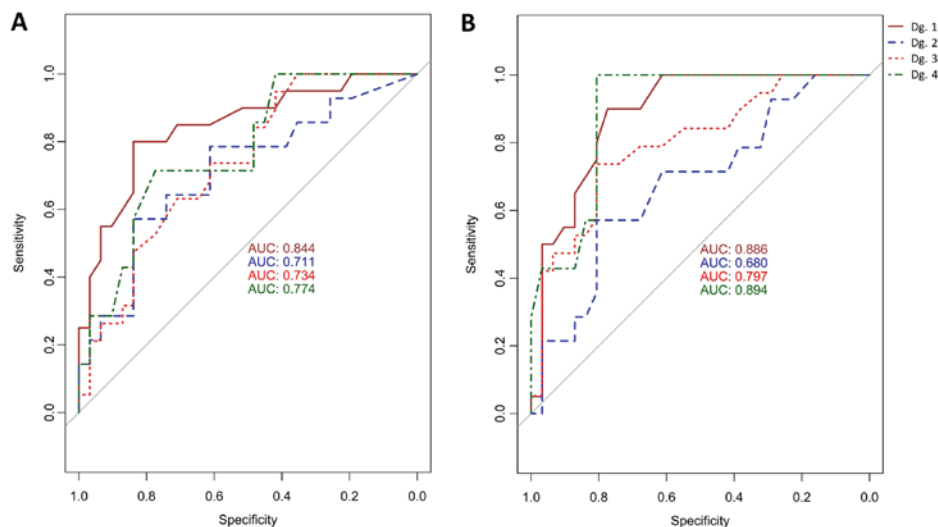 A
Sensitivity
1.0
0.8
0.6
0.4
0.2
0.0
AUC: 0.844
AUC: 0.711
AUC: 0.734
AUC: 0.774
1.0 0.8 0.6 0.4 0.2 0.0
Specificity
B
Sensitivity
1.0
0.8
0.6
0.4
0.2
0.0
AUC: 0.886
AUC: 0.680
AUC: 0.797
AUC: 0.894
1.0 0.8 0.6 0.4 0.2 0.0
Specificity
Dg. 1
Dg. 2
Dg. 3
Dg. 4